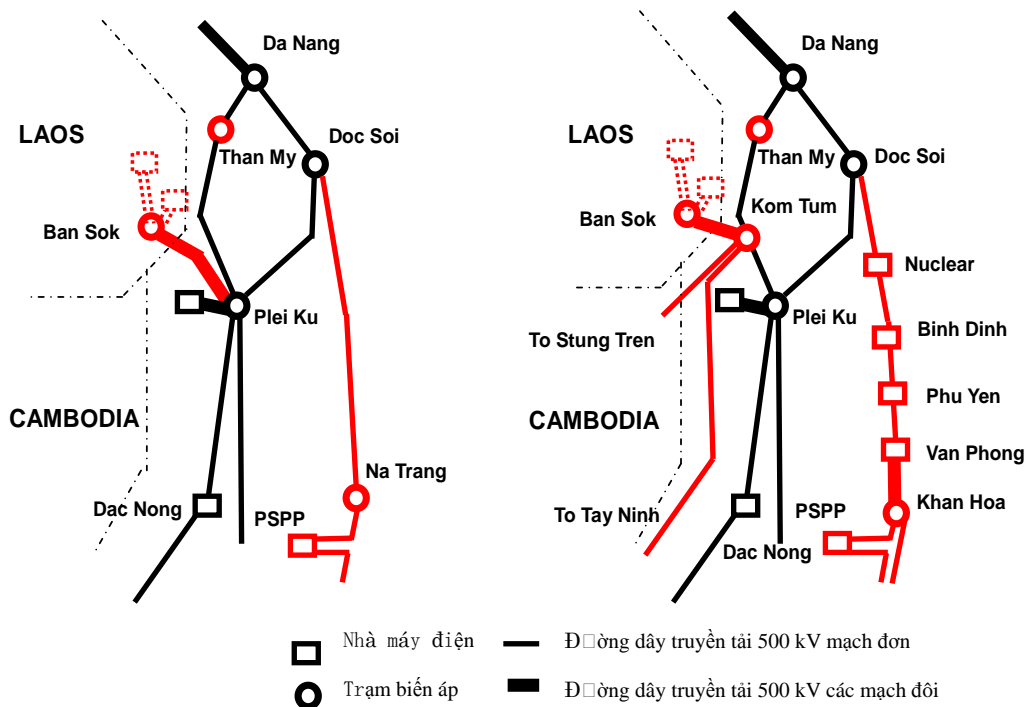 Da Nang
LAOS
Doc Soi
Than My
Ban Sok
Plei Ku
CAMBODIA
Na Trang
Dac Nong
PSPP
Da Nang
LAOS
Doc Soi
Than My
Kom Tum
Ban Sok
Nuclear
Plei Ku
Binh Dinh
To Stung Tren
Phu Yen
CAMBODIA
Van Phong
Khan Hoa
To Tay Ninh
PSPP
Dac Nong
Nhà máy điện
Đ□ờng dây truyền tải 500 kV mạch đơn
Trạm biến áp
Đ□ờng dây truyền tải 500 kV các mạch đôi